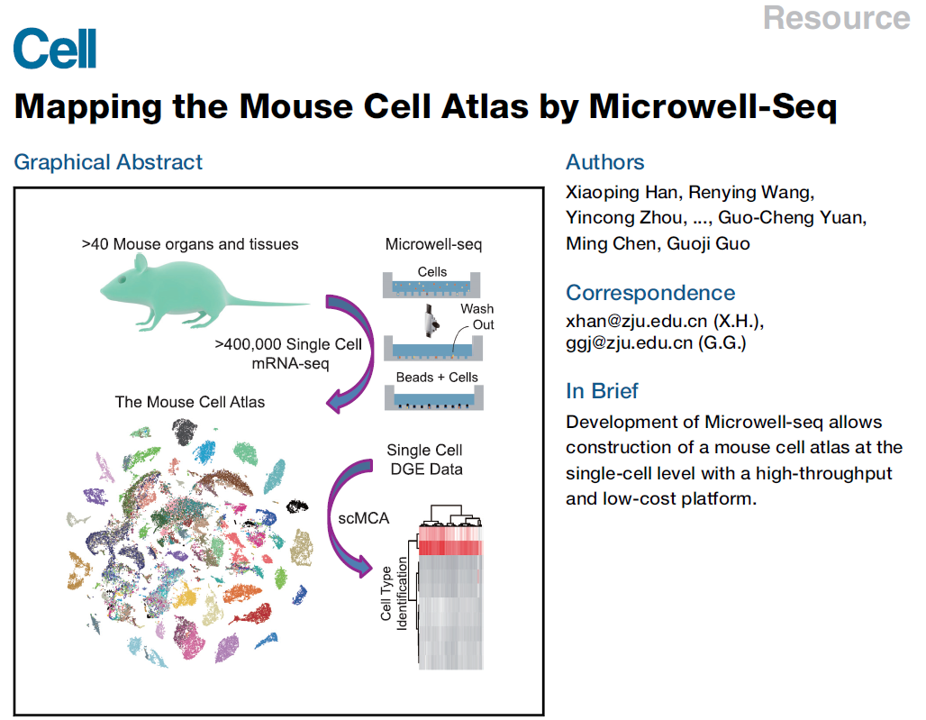 Resource
Cell
Mapping the Mouse Cell Atlas by Microwell-Seq
Graphical Abstract
>40 Mouse organs and tissues
Microwell-seq
Cells
Wash
Out
>400,000 Single Cell
mRNA-seq
Beads + Cells
The Mouse Cell Atlas
Single Cell
DGE Data
scMCA
Cell Type
Identification
Authors
Xiaoping Han, Renying Wang,
Yincong Zhou, ..., Guo-Cheng Yuan,
Ming Chen, Guoji Guo
Correspondence
xhan@zju.edu.cn (X.H.),
ggj@zju.edu.cn (G.G.)
In Brief
Development of Microwell-seq allows
construction of a mouse cell atlas at the
single-cell level with a high-throughput
and low-cost platform.